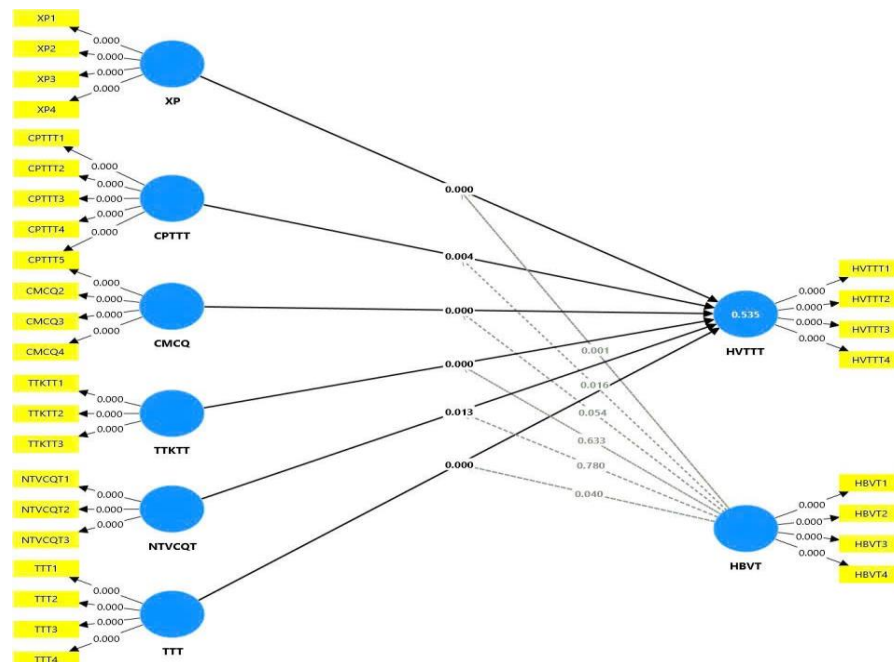 XP1
XP2
XP3
XP4
0.000
0.000
0.000
0.000
XP
CPTTT1
CPTTT2
CPTTT3
CPTTT4
CPTTT5
0.000
0.000
0.000
0.000
0.000
CPTTT
CMCQ2
CMCQ3
CMCQ4
0.000
0.000
0.000
0.000
CMCQ
TTKTT1
TTKTT2
TTKTT3
0.000
0.000
0.000
TTKTT
NTVCQT1
NTVCQT2
NTVCQT3
0.000
0.000
0.000
NTVCQT
TTT1
TTT2
TTT3
TTT4
0.000
0.000
0.000
0.000
TTT
0.000
0.004
0.000
0.000
0.013
0.000
0.001
0.016
0.054
0.633
0.780
0.040
0.535
HVTTT
0.000
0.000
0.000
0.000
HVTTT1
HVTTT2
HVTTT3
HVTTT4
HBVT
0.000
0.000
0.000
0.000
HBVT1
HBVT2
HBVT3
HBVT4